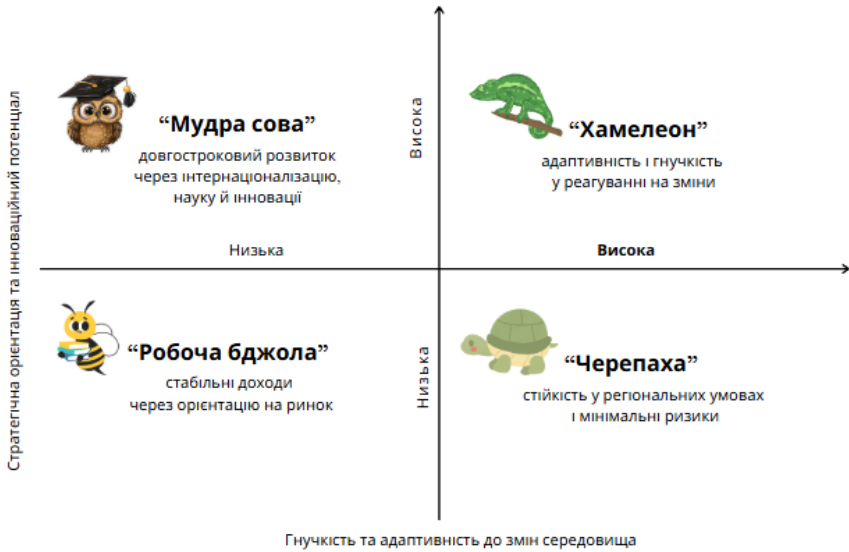 Стратегічна орієнтація та інноваційний потенціал
Висока
“Мудра сова”
довгостроковий розвиток
через інтернаціоналізацію,
науку й інновації
“Хамелеон”
адаптивність і гнучкість
у реагуванні на зміни
Низька
Висока
“Робоча бджола”
стабільні доходи
через орієнтацію на ринок
Низька
“Черепаха”
стійкість у регіональних умовах
і мінімальні ризики
Гнучкість та адаптивність до змін середовища